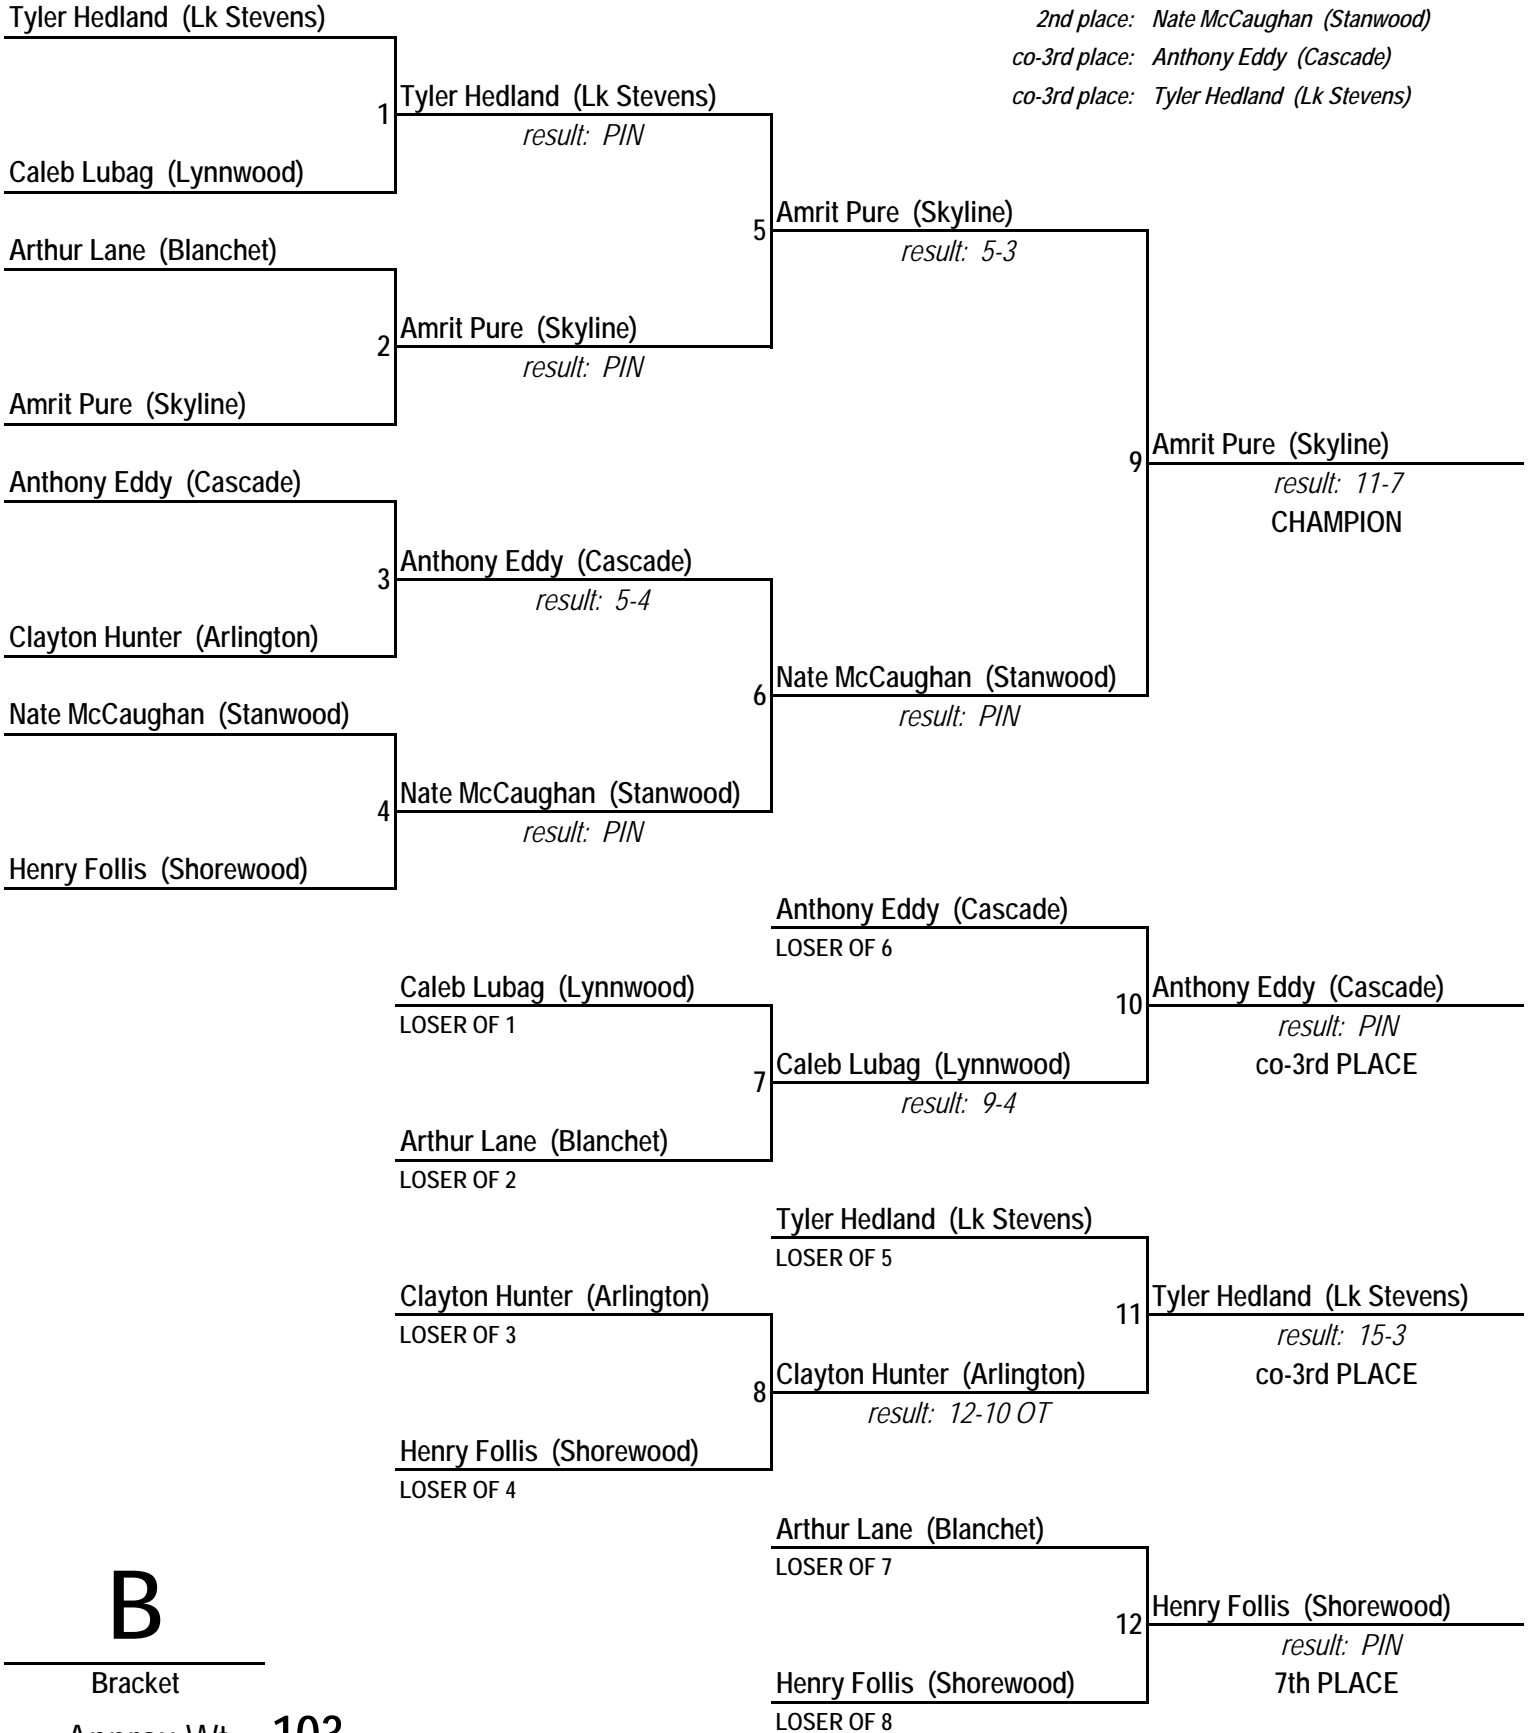 Tyler Hedland (Lk Stevens)
2nd place: Nate McCaughan (Stanwood)
co-3rd place: Anthony Eddy (Cascade)
co-3rd place: Tyler Hedland (Lk Stevens)
1
Tyler Hedland (Lk Stevens)
result: PIN
Caleb Lubag (Lynnwood)
5
Amrit Pure (Skyline)
result: 5-3
Arthur Lane (Blanchet)
2
Amrit Pure (Skyline)
result: PIN
Amrit Pure (Skyline)
9
Amrit Pure (Skyline)
result: 11-7
CHAMPION
Anthony Eddy (Cascade)
3
Anthony Eddy (Cascade)
result: 5-4
Clayton Hunter (Arlington)
6
Nate McCaughan (Stanwood)
result: PIN
Nate McCaughan (Stanwood)
4
Nate McCaughan (Stanwood)
result: PIN
Henry Follis (Shorewood)
Anthony Eddy (Cascade)
LOSER OF 6
Caleb Lubag (Lynnwood)
LOSER OF 1
10
Anthony Eddy (Cascade)
result: PIN
co-3rd PLACE
7
Caleb Lubag (Lynnwood)
result: 9-4
Arthur Lane (Blanchet)
LOSER OF 2
Tyler Hedland (Lk Stevens)
LOSER OF 5
Clayton Hunter (Arlington)
LOSER OF 3
11
Tyler Hedland (Lk Stevens)
result: 15-3
co-3rd PLACE
8
Clayton Hunter (Arlington)
result: 12-10 OT
Henry Follis (Shorewood)
LOSER OF 4
Arthur Lane (Blanchet)
LOSER OF 7
12
Henry Follis (Shorewood)
result: PIN
7th PLACE
Henry Follis (Shorewood)
LOSER OF 8
B
Bracket
Approx Wt 102